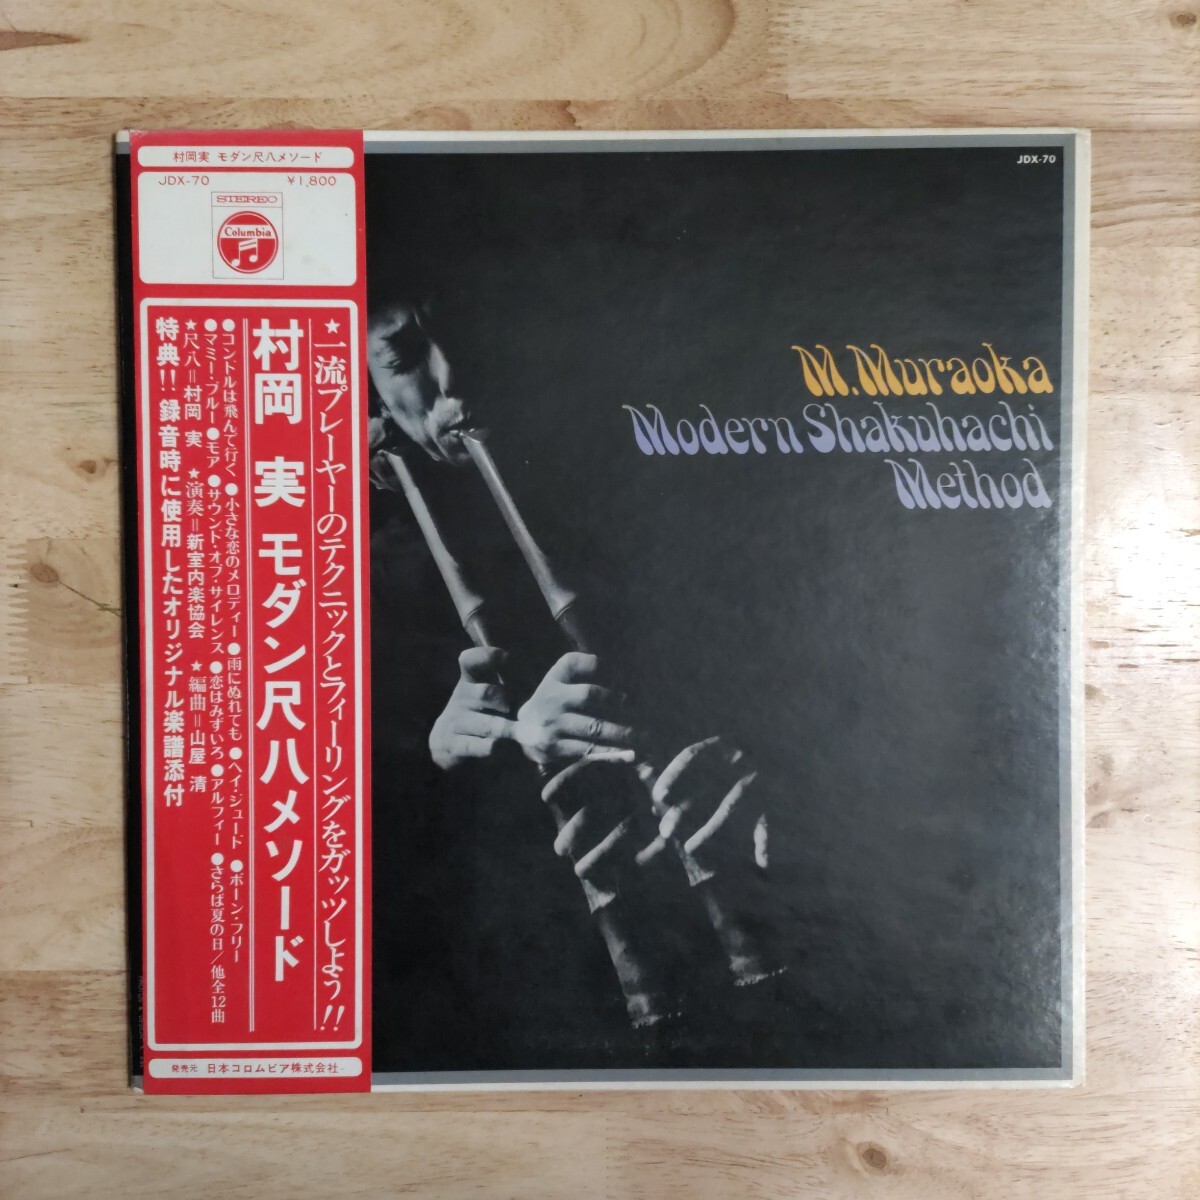 村岡実 モダン尺八メソード
JDX-70 ¥1,800
STEREO
Columbia
★一流プレーヤーのテクニックとフィーリングをガッツしよう!!
村岡 実 モダン尺八メソード
●コンドルは飛んで行く●小さな恋のメロディー●雨にぬれても●ヘイ・ジュード●ボーン・フリー
●マミー・ブルー●モア●サウンド・オブ・サイレンス●恋はみずいろ●アルフィー●さらば夏の日/他全12曲
★尺八=村岡 実 ★演奏=新室内楽協会 ★編曲=山屋 清
特典!!録音時に使用したオリジナル楽譜添付
発売元 日本コロムビア株式会社
JDX-70
M.Muraoka
Modern Shakuhachi
Method